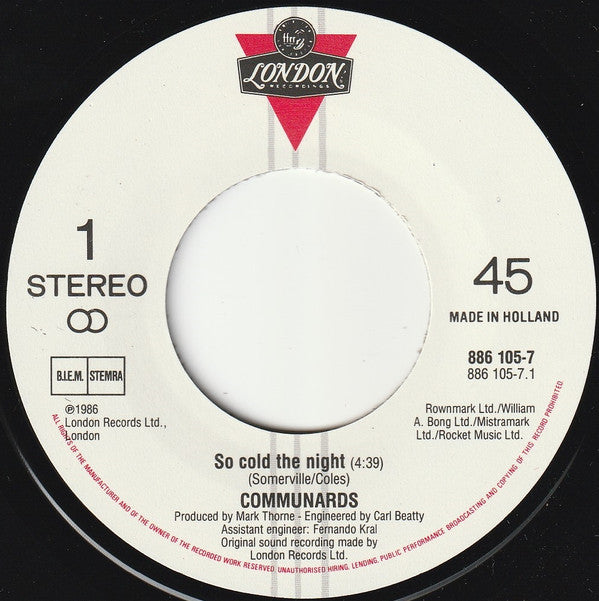 ffrr
LONDON
RECORDINGS
1
STEREO
45
MADE IN HOLLAND
B.I.E.M. STEMRA
886 105-7
886 105-7.1
℗1986
London Records Ltd.,
London
Rownmark Ltd./William
A. Bong Ltd./Mistramark
Ltd./Rocket Music Ltd.
So cold the night (4:39)
(Somerville/Coles)
COMMUNARDS
Produced by Mark Thorne - Engineered by Carl Beatty
Assistant engineer: Fernando Kral
Original sound recording made by
London Records Ltd.
ALL RIGHTS OF THE MANUFACTURER AND OF THE OWNER OF THE RECORDED WORK RESERVED. UNAUTHORISED HIRING, LENDING, PUBLIC PERFORMANCE BROADCASTING AND COPYING OF THIS RECORD PROHIBITED.